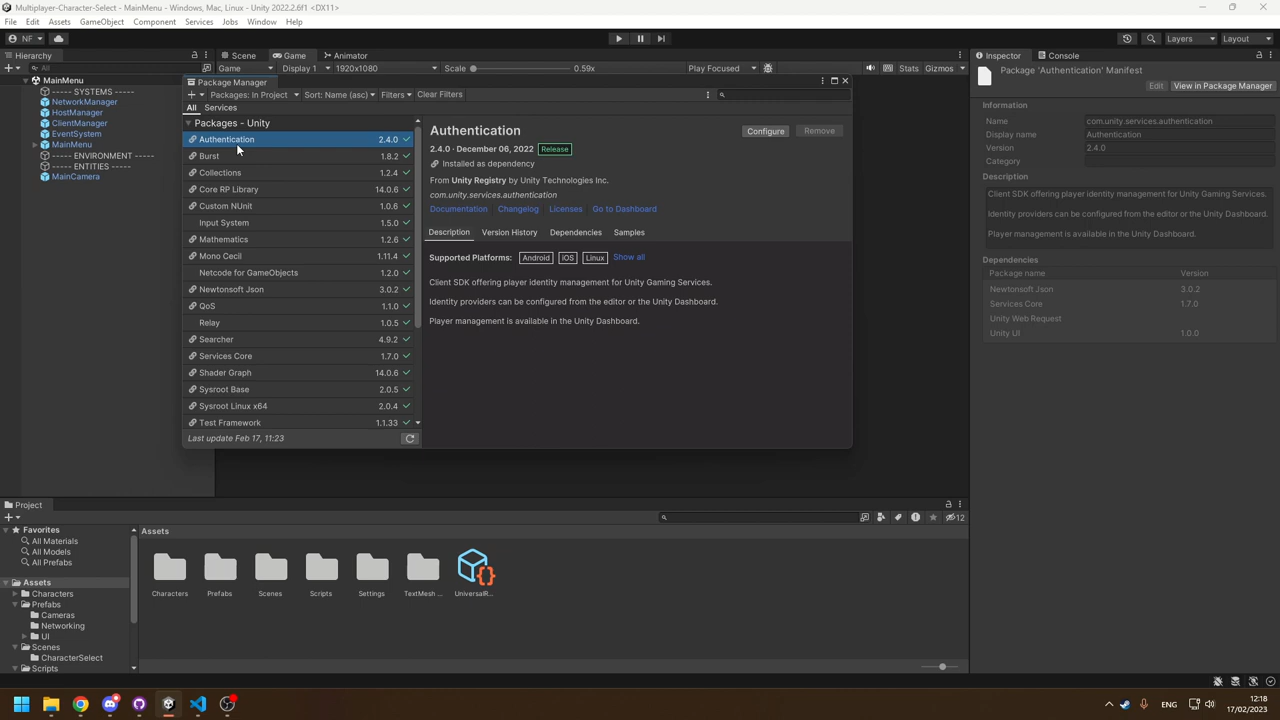 Multiplayer-Character-Select - MainMenu - Windows, Mac, Linux - Unity 2022.2.6f1 <DX11>
File Edit Assets GameObject Component Services Jobs Window Help
NF Layers Layout
Hierarchy Scene Game Animator Inspector Console
All Game Display 1 1920x1080 Scale 0.59x Play Focused Stats Gizmos
MainMenu
----- SYSTEMS -----
NetworkManager
HostManager
ClientManager
EventSystem
MainMenu
----- ENVIRONMENT -----
----- ENTITIES -----
MainCamera
Package Manager
Packages: In Project Sort: Name (asc) Filters Clear Filters
All Services
Packages - Unity
Authentication 2.4.0
Burst 1.8.2
Collections 1.2.4
Core RP Library 14.0.6
Custom NUnit 1.0.6
Input System 1.5.0
Mathematics 1.2.6
Mono Cecil 1.11.4
Netcode for GameObjects 1.2.0
Newtonsoft Json 3.0.2
QoS 1.1.0
Relay 1.0.5
Searcher 4.9.2
Services Core 1.7.0
Shader Graph 14.0.6
Sysroot Base 2.0.5
Sysroot Linux x64 2.0.4
Test Framework 1.1.33
Last update Feb 17, 11:23
Authentication
Configure Remove
2.4.0 · December 06, 2022 Release
Installed as dependency
From Unity Registry by Unity Technologies Inc.
com.unity.services.authentication
Documentation Changelog Licenses Go to Dashboard
Description Version History Dependencies Samples
Supported Platforms: Android iOS Linux Show all
Client SDK offering player identity management for Unity Gaming Services.
Identity providers can be configured from the editor or the Unity Dashboard.
Player management is available in the Unity Dashboard.
Package 'Authentication' Manifest
Edit View in Package Manager
Information
Name com.unity.services.authentication
Display name Authentication
Version 2.4.0
Category
Description
Client SDK offering player identity management for Unity Gaming Services.
Identity providers can be configured from the editor or the Unity Dashboard.
Player management is available in the Unity Dashboard.
Dependencies
Package name Version
Newtonsoft Json 3.0.2
Services Core 1.7.0
Unity Web Request
Unity UI 1.0.0
Project
12
Favorites
All Materials
All Models
All Prefabs
Assets
Characters
Prefabs
Cameras
Networking
UI
Scenes
CharacterSelect
Scripts
Assets
Characters Prefabs Scenes Scripts Settings TextMesh ... UniversalR...
ENG 12:18
17/02/2023